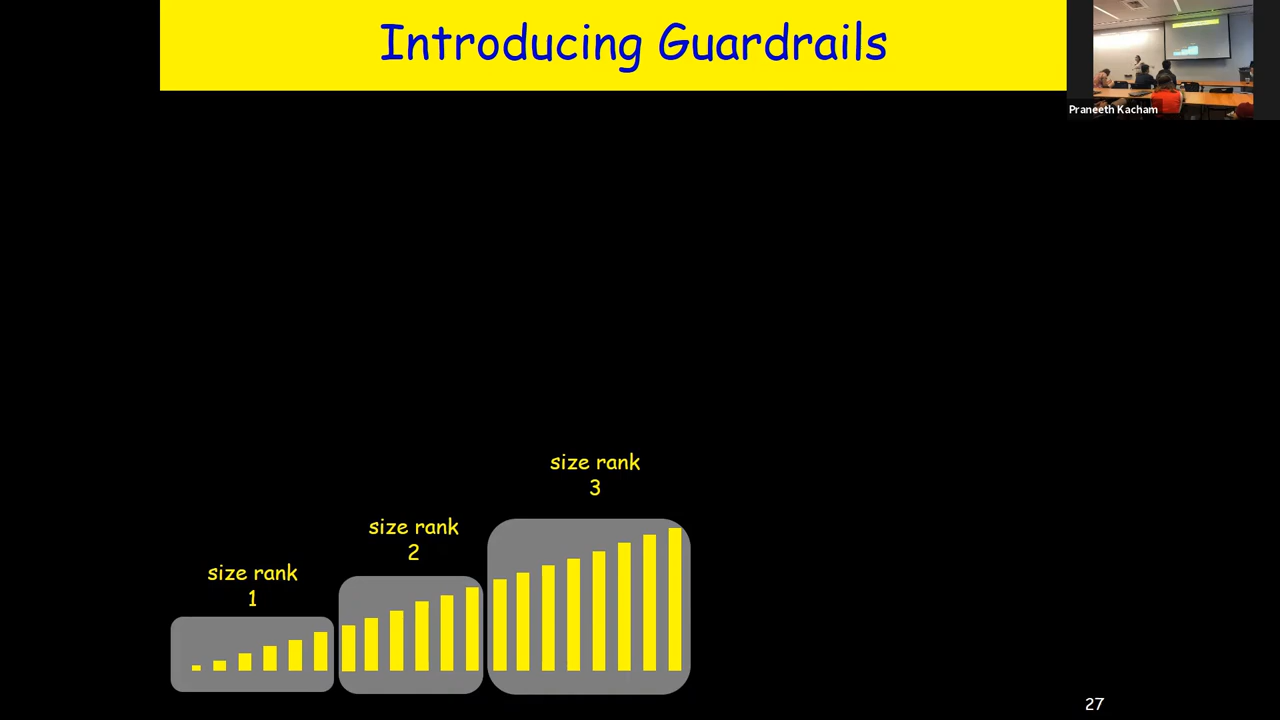 Introducing Guardrails
Praneeth Kacham
size rank
3
size rank
2
size rank
1
27